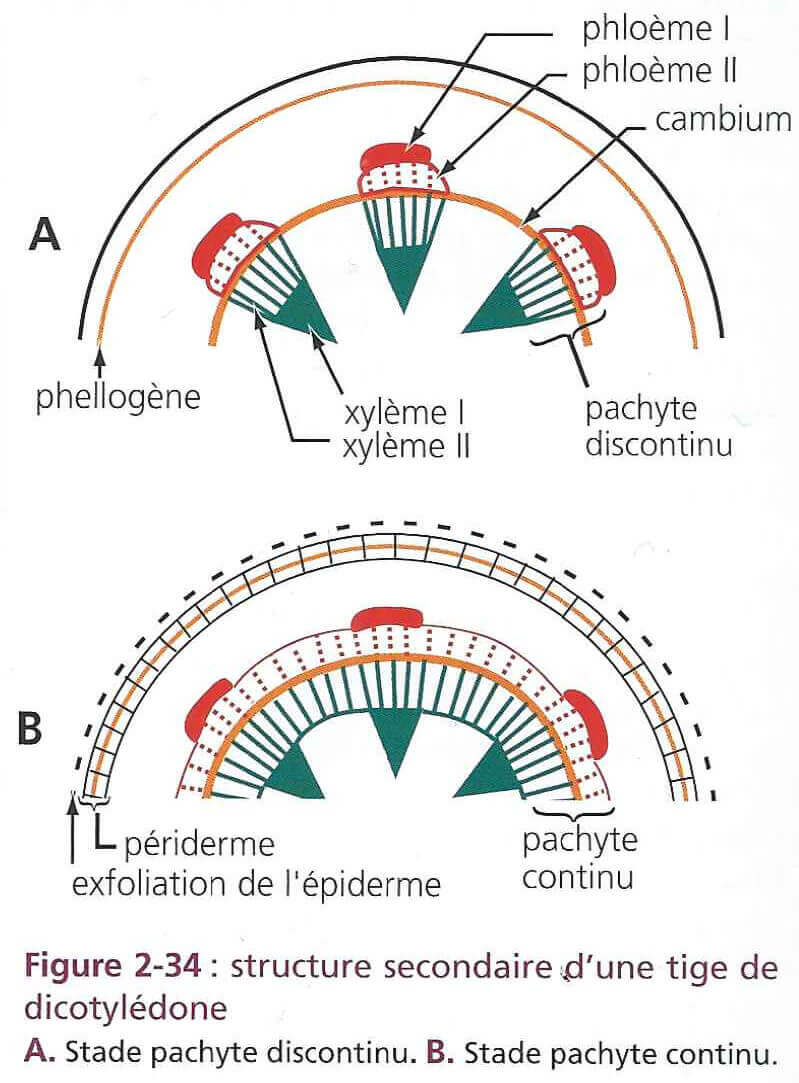 phloème I
phloème II
cambium
A
phellogène
xylème I
xylème II
pachyte
discontinu
B
périderme
exfoliation de l'épiderme
pachyte
continu
Figure 2-34 : structure secondaire d'une tige de
dicotylédone
A. Stade pachyte discontinu. B. Stade pachyte continu.